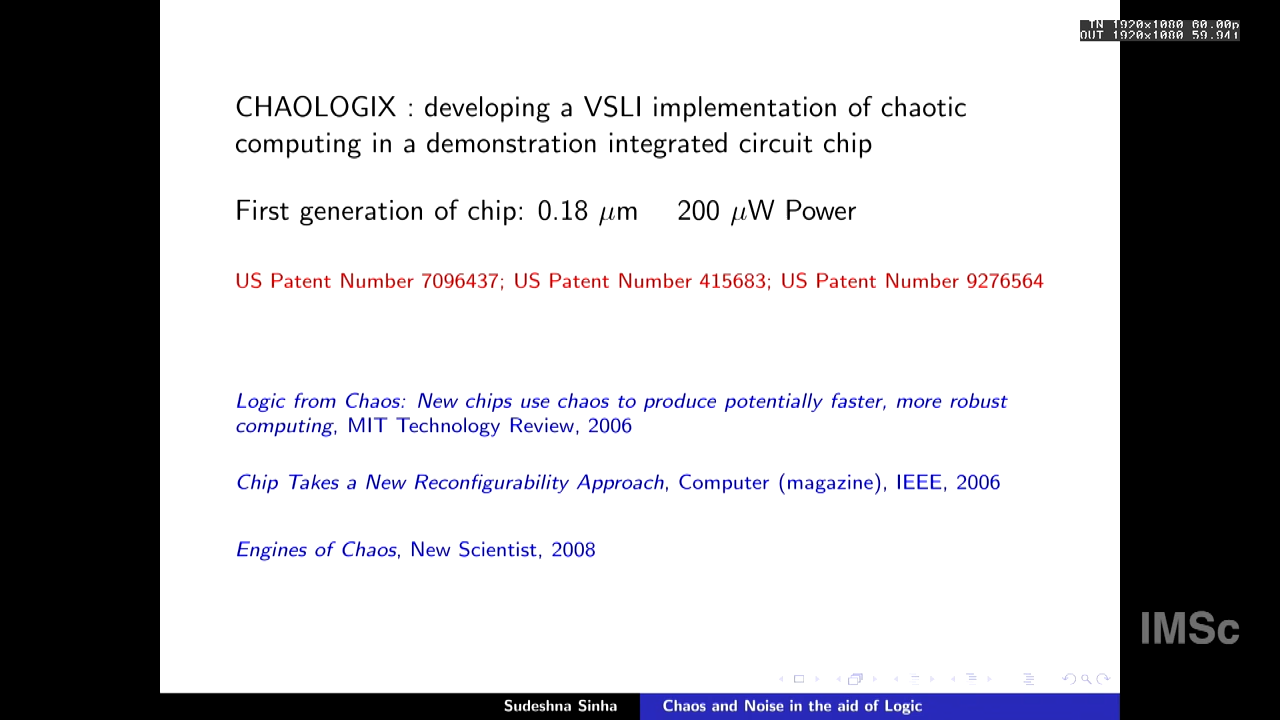 IN 1920x1080 60.00p
OUT 1920x1080 59.94i
CHAOLOGIX : developing a VSLI implementation of chaotic
computing in a demonstration integrated circuit chip
First generation of chip: 0.18 μm 200 μW Power
US Patent Number 7096437; US Patent Number 415683; US Patent Number 9276564
Logic from Chaos: New chips use chaos to produce potentially faster, more robust
computing, MIT Technology Review, 2006
Chip Takes a New Reconfigurability Approach, Computer (magazine), IEEE, 2006
Engines of Chaos, New Scientist, 2008
IMSc
Sudeshna Sinha
Chaos and Noise in the aid of Logic